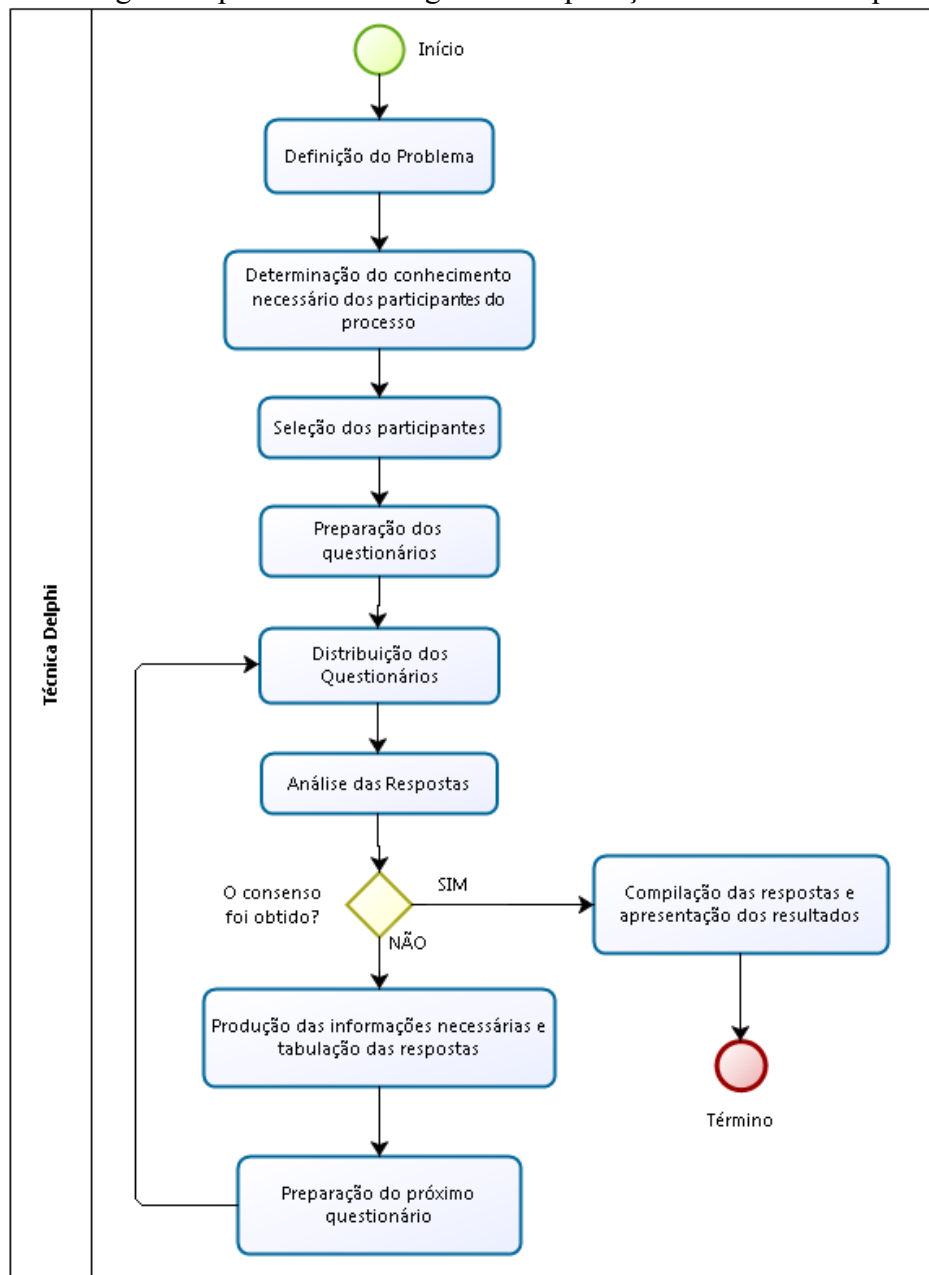 Início
Definição do Problema
Determinação do conhecimento
necessário dos participantes do
processo
Seleção dos participantes
Preparação dos
questionários
Técnica Delphi
Distribuição dos
Questionários
Análise das Respostas
O consenso
foi obtido?
SIM
NÃO
Compilação das respostas e
apresentação dos resultados
Produção das informações necessárias e
tabulação das respostas
Término
Preparação do próximo
questionário